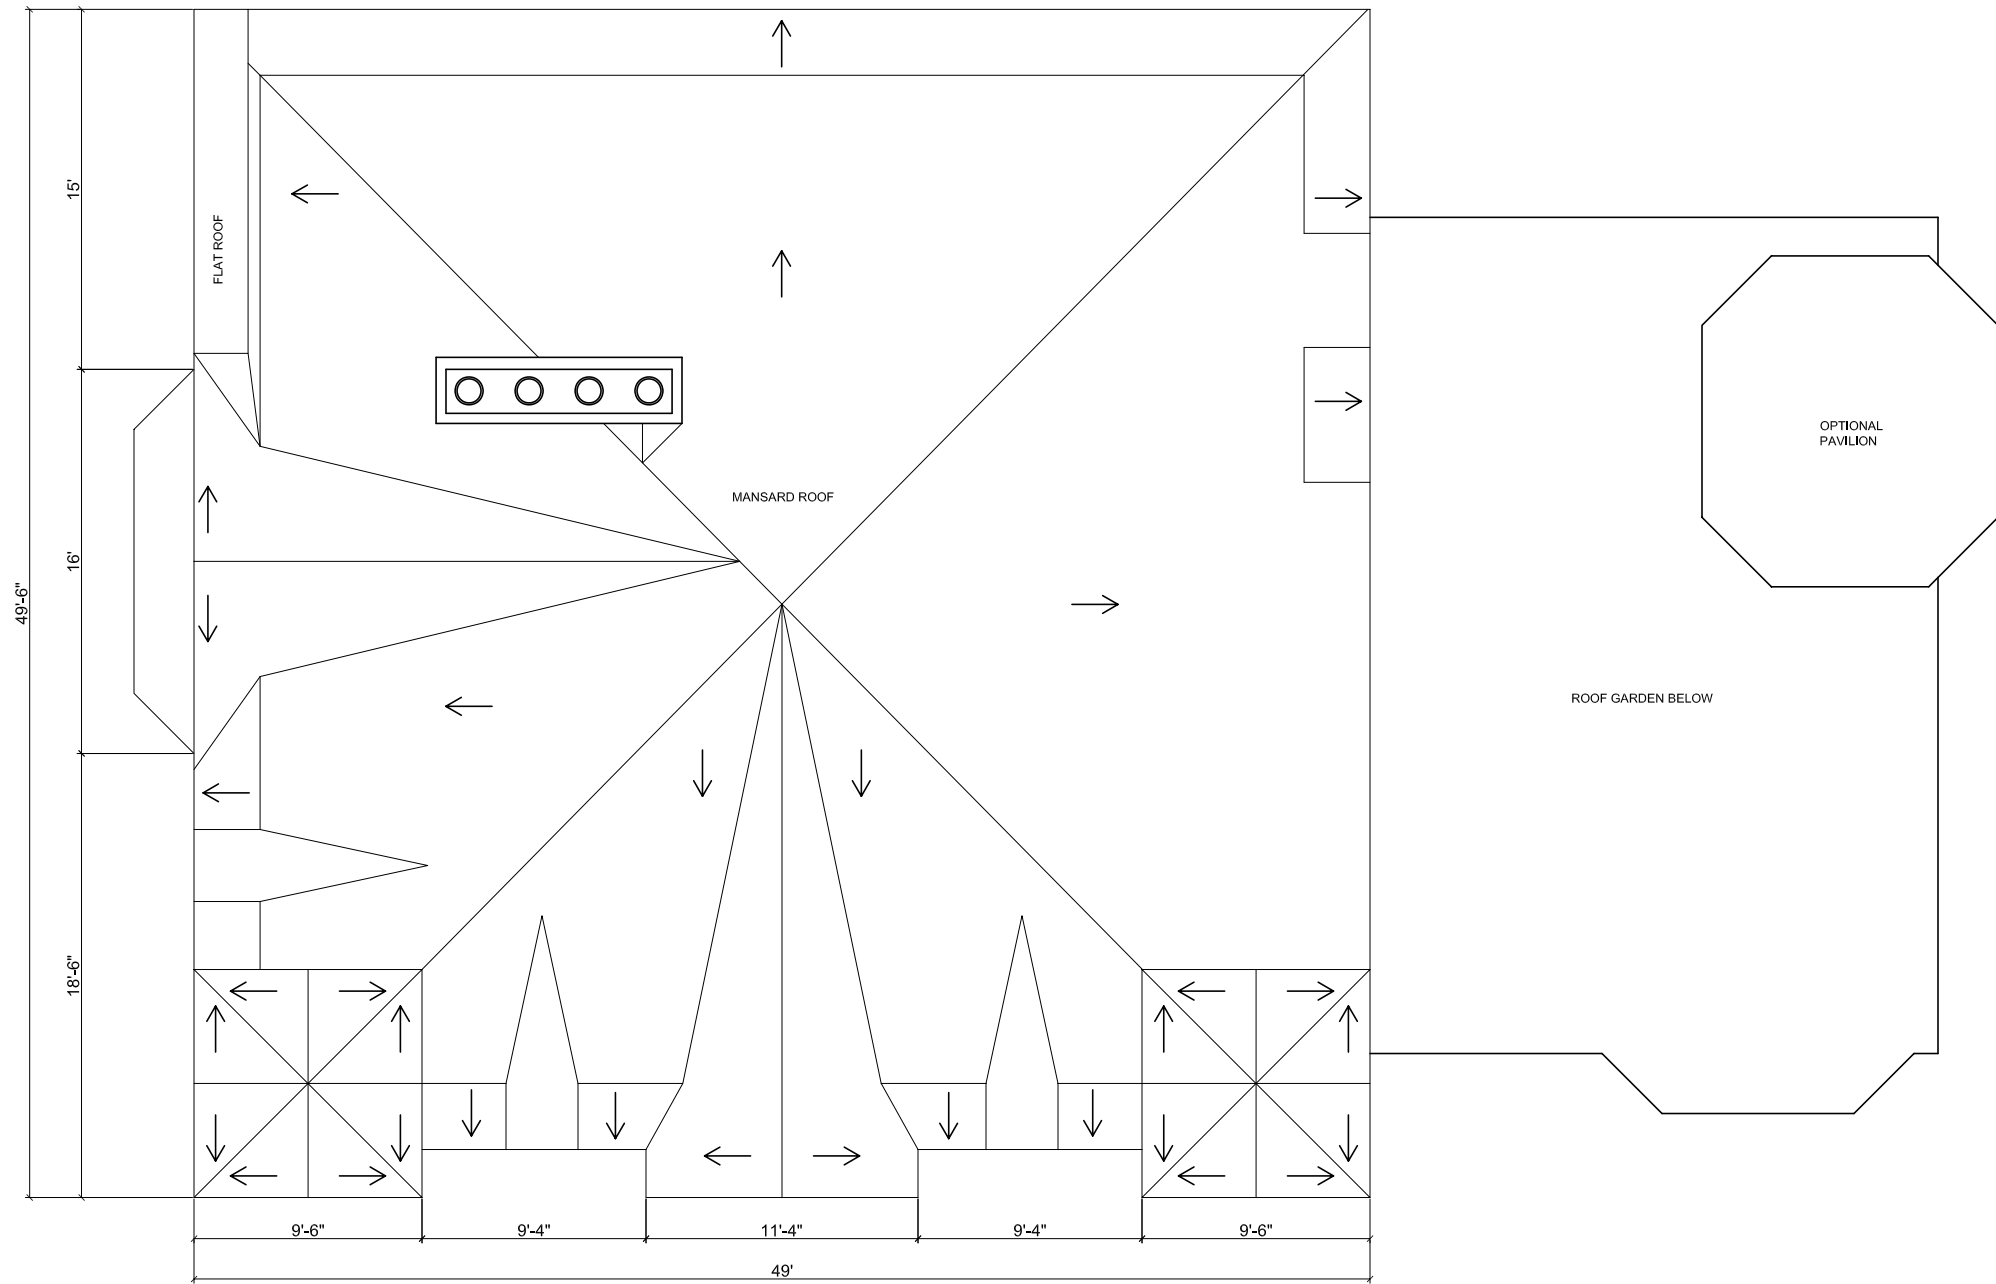 15'
FLAT ROOF
OPTIONAL
PAVILION
MANSARD ROOF
16'
49'-6"
ROOF GARDEN BELOW
18'-6"
9'-6"
9'-4"
11'-4"
9'-4"
9'-6"
49'